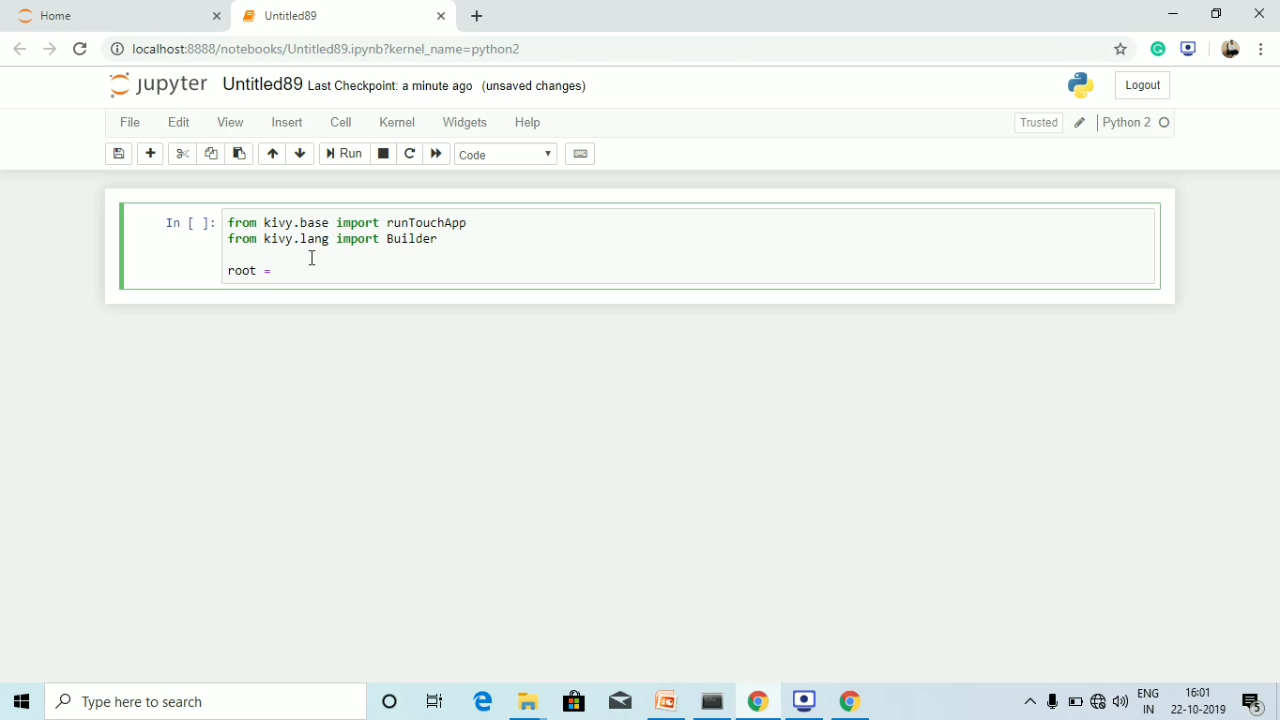 Home
Untitled89
localhost:8888/notebooks/Untitled89.ipynb?kernel_name=python2
jupyter Untitled89 Last Checkpoint: a minute ago (unsaved changes)
Logout
File Edit View Insert Cell Kernel Widgets Help
Trusted
Python 2
Run
Code
In [ ]: from kivy.base import runTouchApp
from kivy.lang import Builder
root =
Type here to search
ENG
IN
16:01
22-10-2019
5